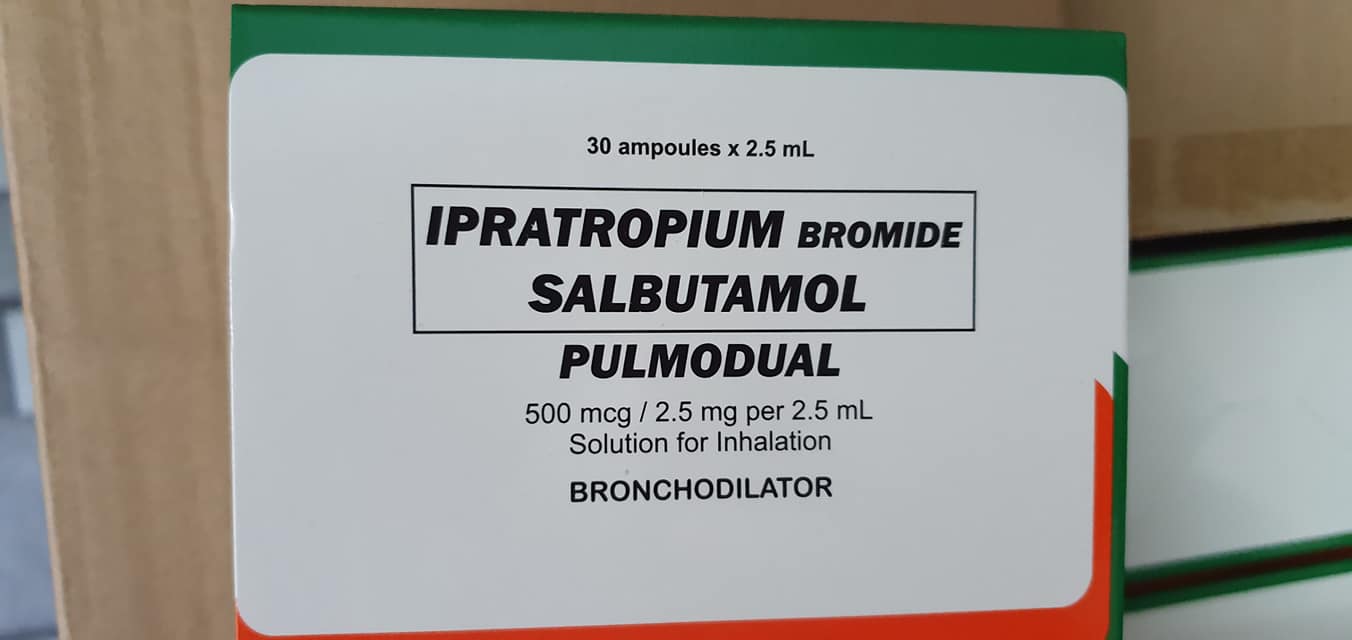 30 ampoules x 2.5 mL
IPRATROPIUM BROMIDE
SALBUTAMOL
PULMODUAL
500 mcg / 2.5 mg per 2.5 mL
Solution for Inhalation
BRONCHODILATOR